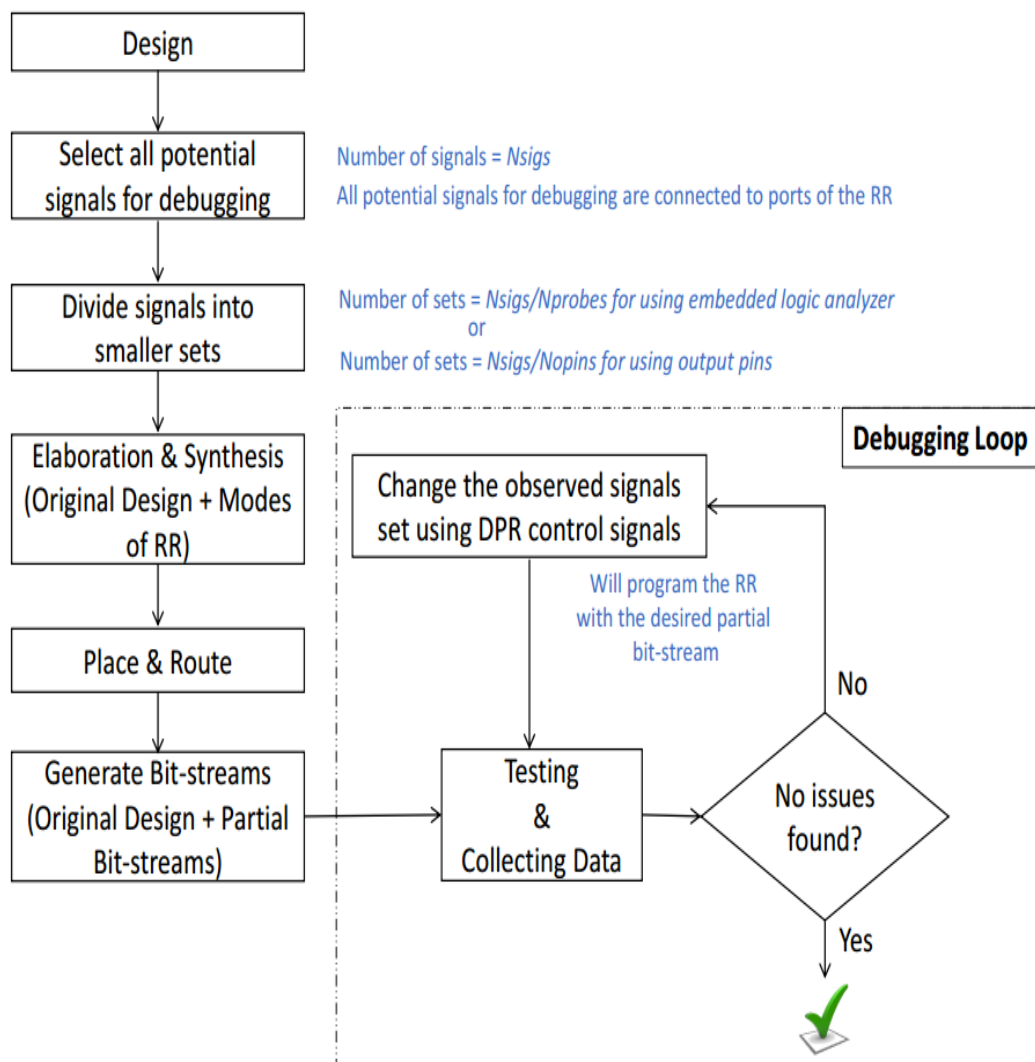 Design
Select all potential
signals for debugging
Number of signals = Nsigs
All potential signals for debugging are connected to ports of the RR
Divide signals into
smaller sets
Number of sets = Nsigs/Nprobes for using embedded logic analyzer
or
Number of sets = Nsigs/Nopins for using output pins
Elaboration & Synthesis
(Original Design + Modes
of RR)
Place & Route
Generate Bit-streams
(Original Design + Partial
Bit-streams)
Debugging Loop
Change the observed signals
set using DPR control signals
Will program the RR
with the desired partial
bit-stream
Testing
&
Collecting Data
No issues
found?
No
Yes